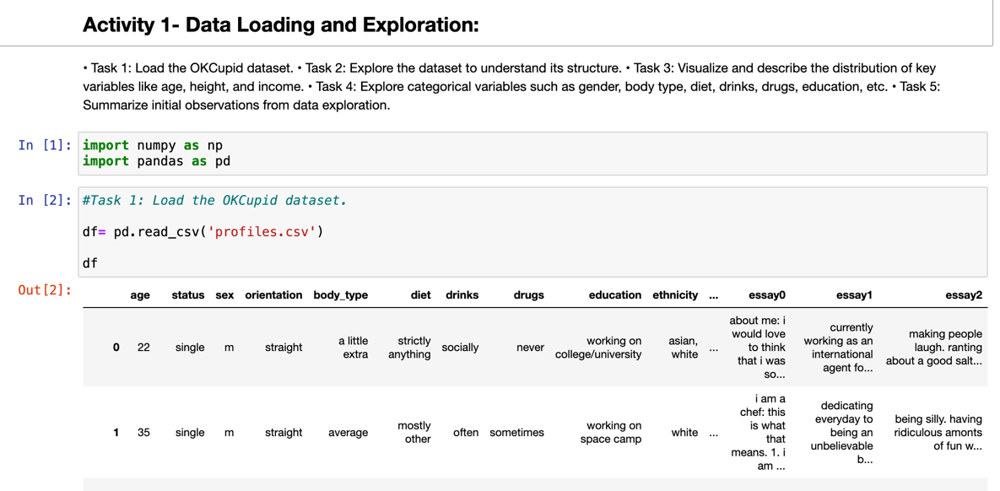 Activity 1- Data Loading and Exploration:
• Task 1: Load the OKCupid dataset. • Task 2: Explore the dataset to understand its structure. • Task 3: Visualize and describe the distribution of key
variables like age, height, and income. • Task 4: Explore categorical variables such as gender, body type, diet, drinks, drugs, education, etc. • Task 5:
Summarize initial observations from data exploration.
In [1]: import numpy as np
import pandas as pd
In [2]: #Task 1: Load the OKCupid dataset.
df= pd.read_csv('profiles.csv')
df
Out[2]:
age status sex orientation body_type diet drinks drugs education ethnicity ... essay0 essay1 essay2
0 22 single m straight a little extra strictly anything socially never working on college/university asian, white ... about me: i would love to think that i was so... currently working as an international agent fo... making people laugh. ranting about a good salt...
1 35 single m straight average mostly other often sometimes working on space camp white ... i am a chef: this is what that means. 1. i am ... dedicating everyday to being an unbelievable b... being silly. having ridiculous amonts of fun w...